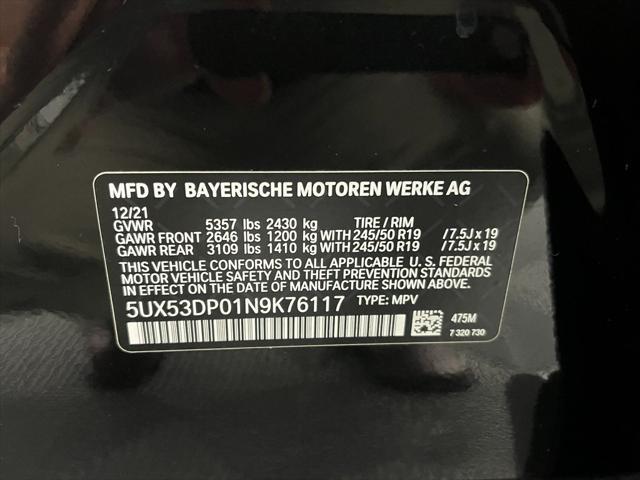 MFD BY BAYERISCHE MOTOREN WERKE AG
12/21
GVWR 5357 lbs 2430 kg TIRE / RIM
GAWR FRONT 2646 lbs 1200 kg WITH 245/50 R19 /7.5J x 19
GAWR REAR 3109 lbs 1410 kg WITH 245/50 R19 /7.5J x 19
THIS VEHICLE CONFORMS TO ALL APPLICABLE U. S. FEDERAL
MOTOR VEHICLE SAFETY AND THEFT PREVENTION STANDARDS
IN EFFECT ON THE DATE OF MANUFACTURE SHOWN ABOVE.
5UX53DP01N9K76117 TYPE: MPV
475M
7 320 730